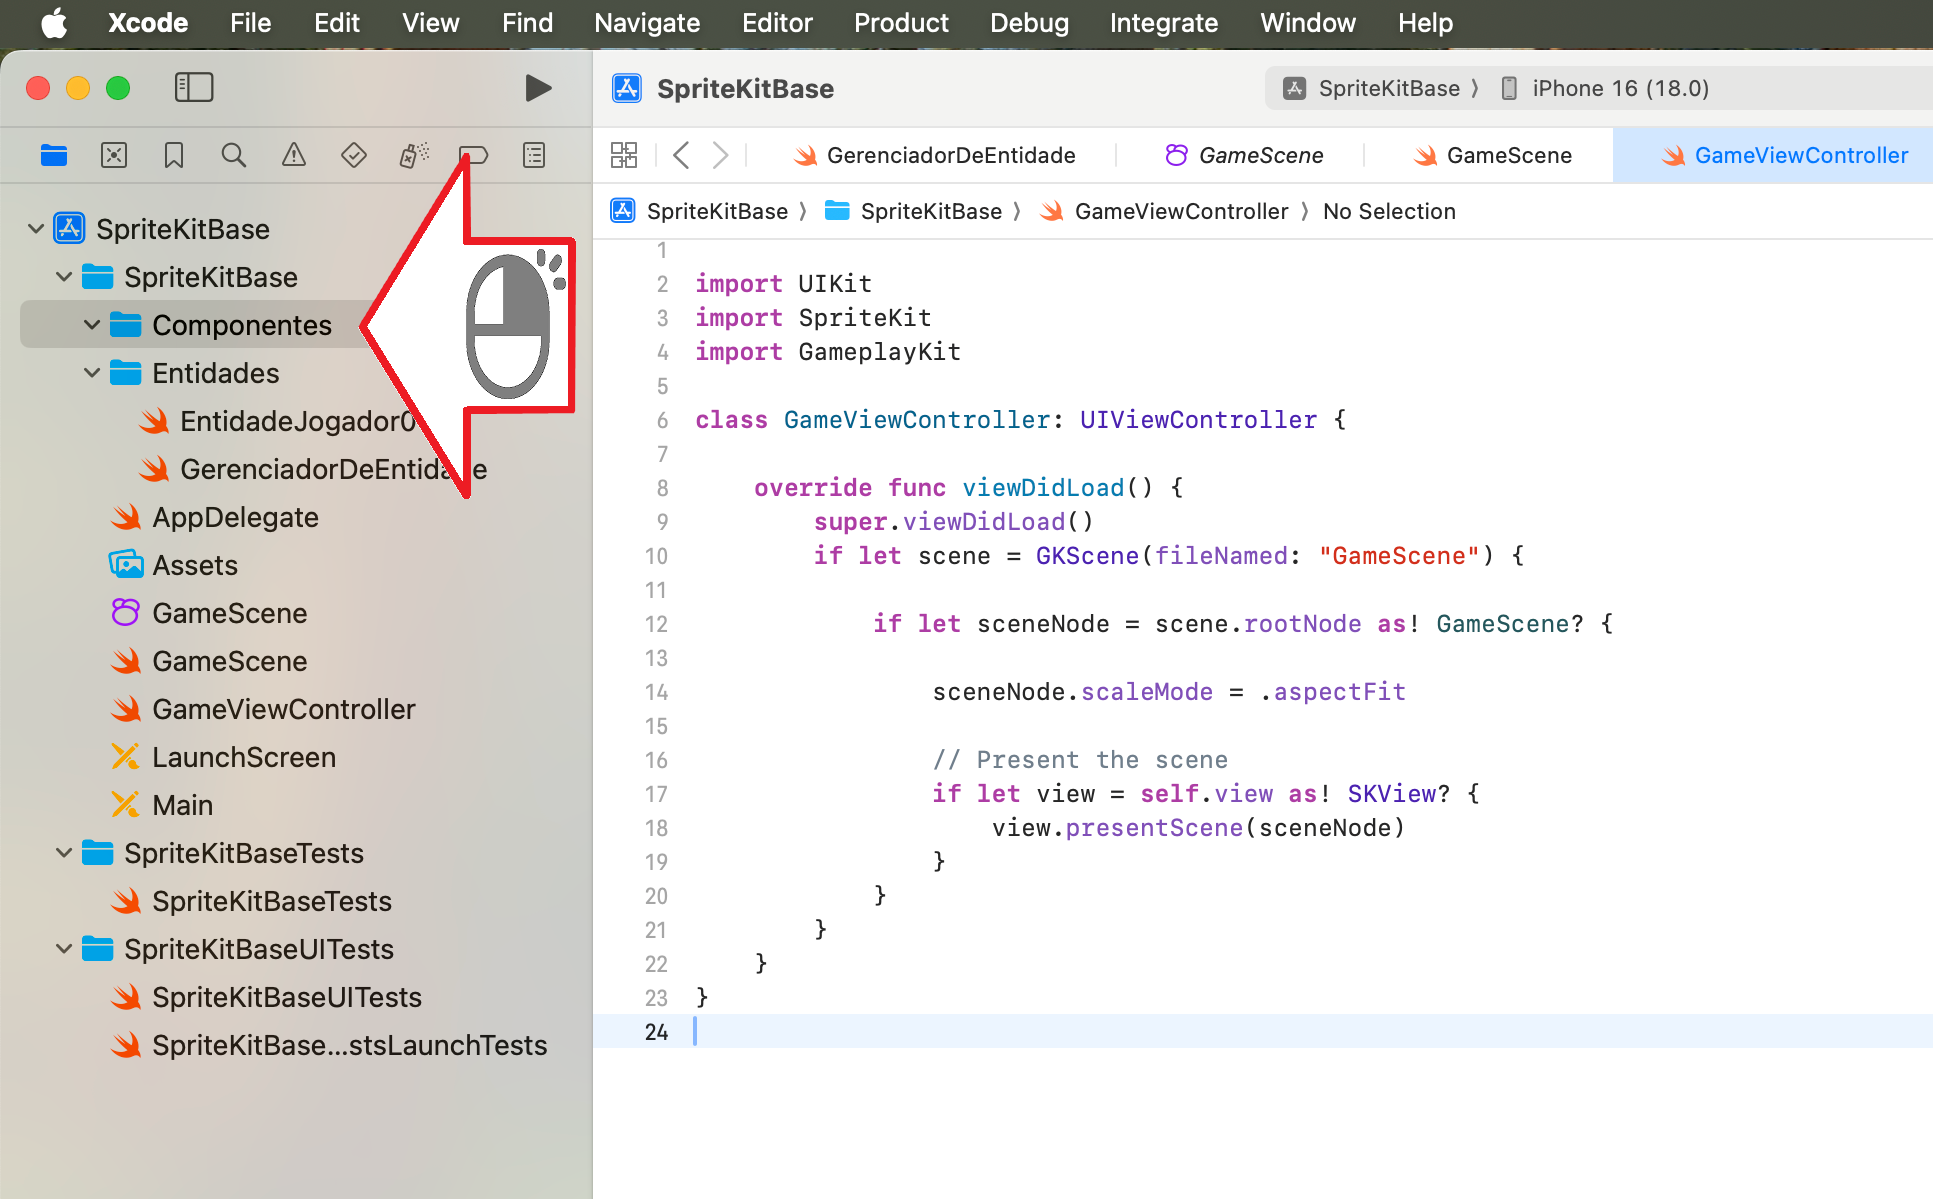 Xcode File Edit View Find Navigate Editor Product Debug Integrate Window Help
SpriteKitBase
SpriteKitBase 〉 iPhone 16 (18.0)
GerenciadorDeEntidade
GameScene
GameScene
GameViewController
SpriteKitBase 〉 SpriteKitBase 〉 GameViewController 〉 No Selection
SpriteKitBase
SpriteKitBase
Componentes
Entidades
EntidadeJogador0
GerenciadorDeEntidade
AppDelegate
Assets
GameScene
GameScene
GameViewController
LaunchScreen
Main
SpriteKitBaseTests
SpriteKitBaseTests
SpriteKitBaseUITests
SpriteKitBaseUITests
SpriteKitBase...stsLaunchTests
1
2 import UIKit
3 import SpriteKit
4 import GameplayKit
5
6 class GameViewController: UIViewController {
7
8 override func viewDidLoad() {
9 super.viewDidLoad()
10 if let scene = GKScene(fileNamed: "GameScene") {
11
12 if let sceneNode = scene.rootNode as! GameScene? {
13
14 sceneNode.scaleMode = .aspectFit
15
16 // Present the scene
17 if let view = self.view as! SKView? {
18 view.presentScene(sceneNode)
19 }
20 }
21 }
22 }
23 }
24